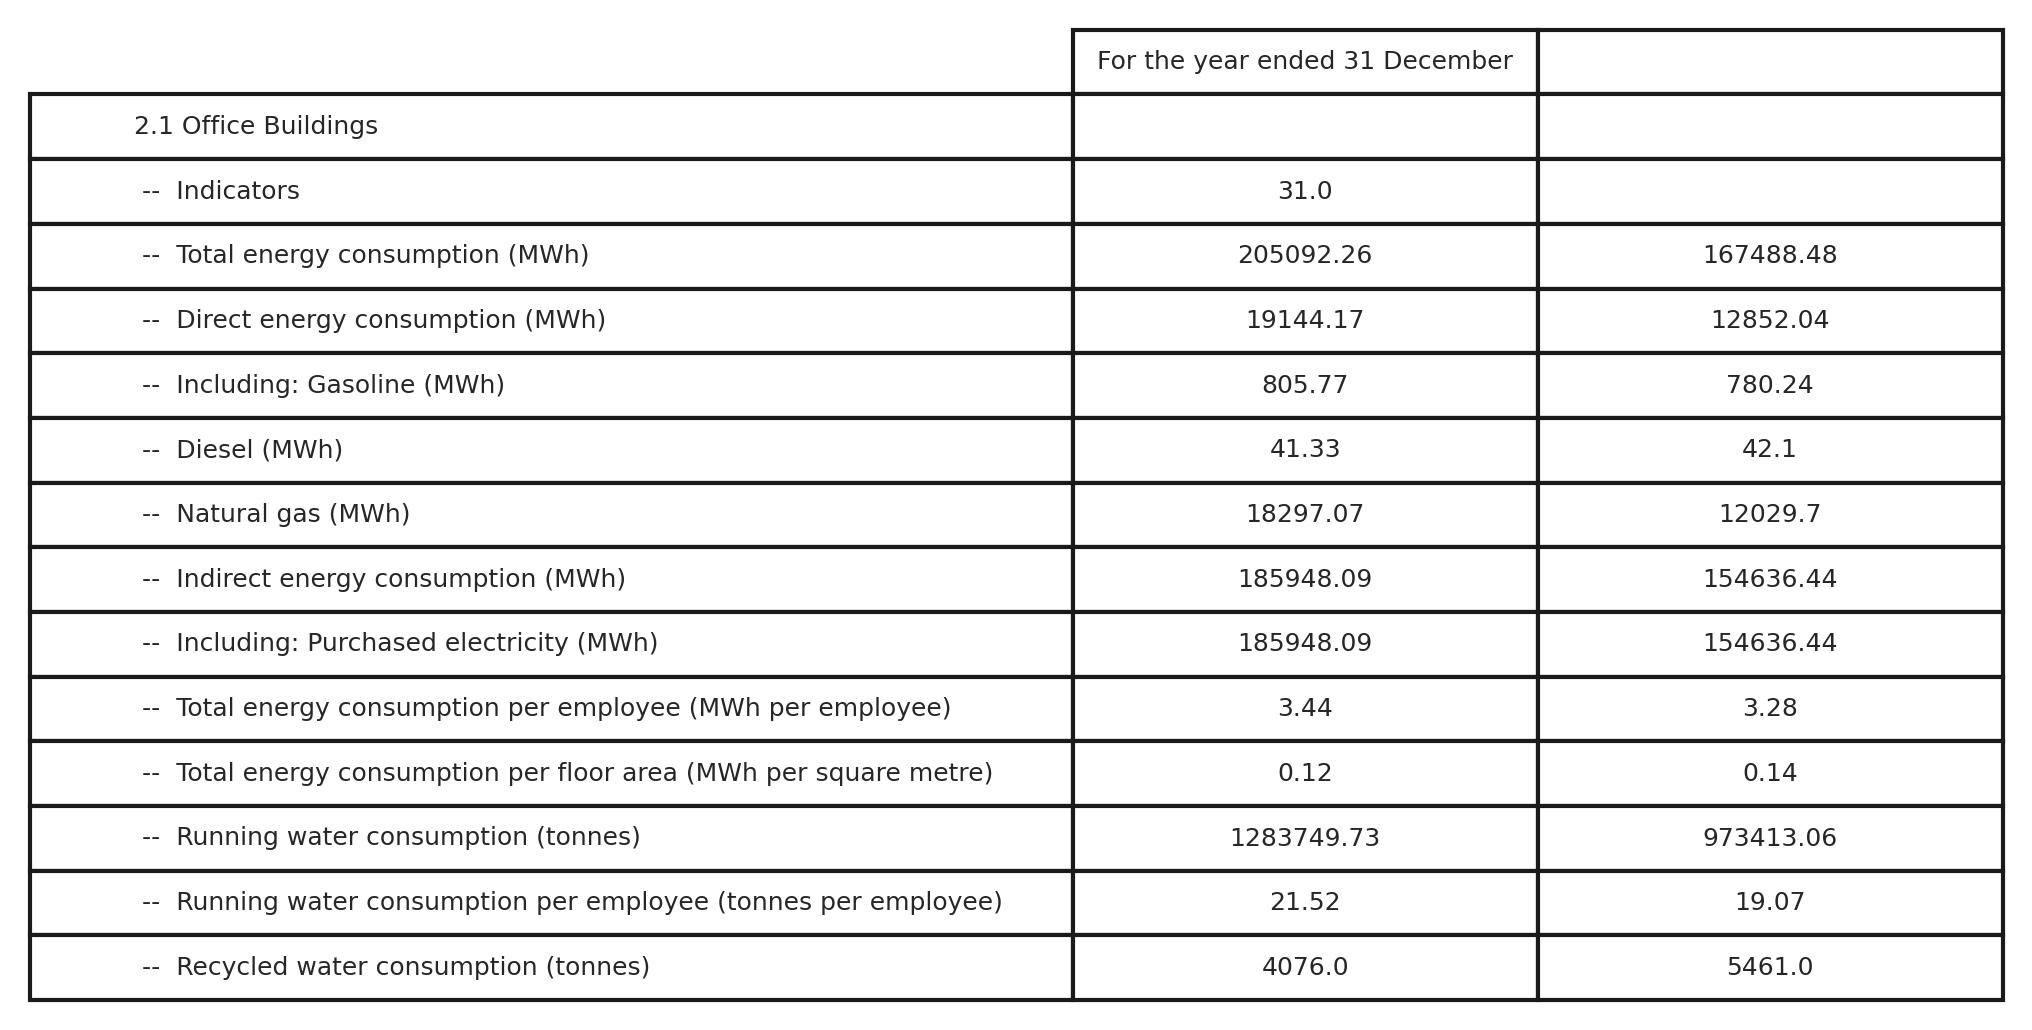 For the year ended 31 December
2.1 Office Buildings
-- Indicators 31.0
-- Total energy consumption (MWh) 205092.26 167488.48
-- Direct energy consumption (MWh) 19144.17 12852.04
-- Including: Gasoline (MWh) 805.77 780.24
-- Diesel (MWh) 41.33 42.1
-- Natural gas (MWh) 18297.07 12029.7
-- Indirect energy consumption (MWh) 185948.09 154636.44
-- Including: Purchased electricity (MWh) 185948.09 154636.44
-- Total energy consumption per employee (MWh per employee) 3.44 3.28
-- Total energy consumption per floor area (MWh per square metre) 0.12 0.14
-- Running water consumption (tonnes) 1283749.73 973413.06
-- Running water consumption per employee (tonnes per employee) 21.52 19.07
-- Recycled water consumption (tonnes) 4076.0 5461.0